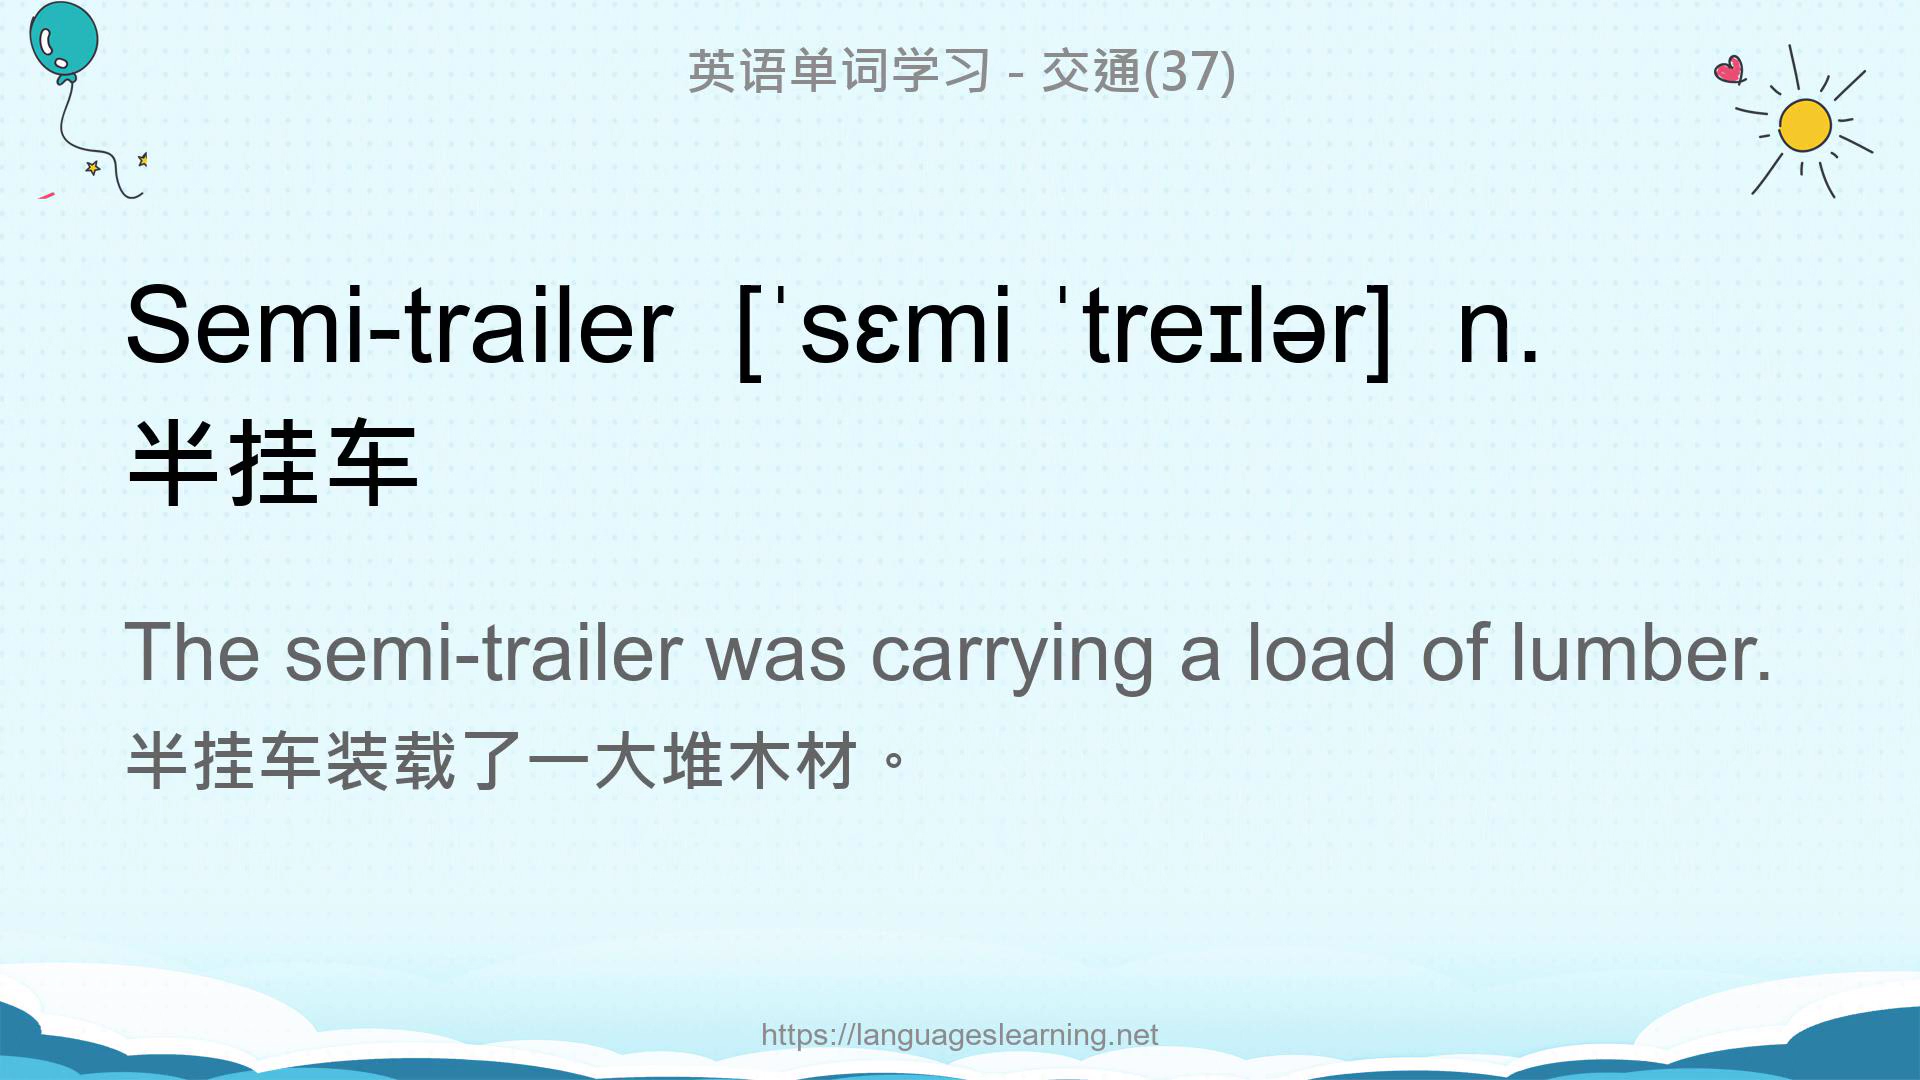 英语单词学习 - 交通(37)
Semi-trailer [ˈsɛmi ˈtreɪlər] n.
半挂车
The semi-trailer was carrying a load of lumber.
半挂车装载了一大堆木材。
https://languageslearning.net